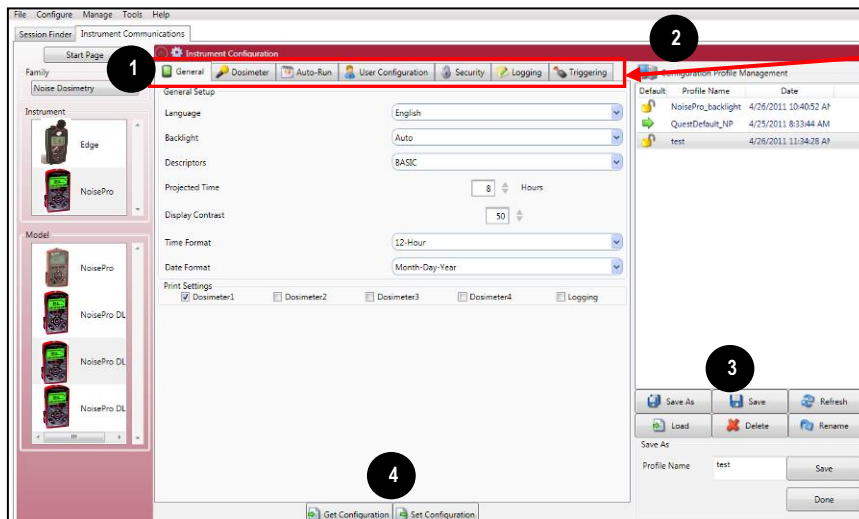 File Configure Manage Tools Help
Session Finder Instrument Communications
Start Page
Family
Noise Dosimetry
Instrument
Edge
NoisePro
Model
NoisePro
NoisePro DL
NoisePro DL
NoisePro DL
1
2
Instrument Configuration
General Dosimeter Auto-Run User Configuration Security Logging Triggering
General Setup
Language English
Backlight Auto
Descriptors BASIC
Projected Time 8 Hours
Display Contrast 50
Time Format 12-Hour
Date Format Month-Day-Year
Print Settings
Dosimeter1 Dosimeter2 Dosimeter3 Dosimeter4 Logging
4
Get Configuration Set Configuration
Configuration Profile Management
Default Profile Name Date
NoisePro_backlight 4/26/2011 10:40:52 AM
QuestDefault_NP 4/25/2011 8:33:44 AM
test 4/26/2011 11:34:28 AM
3
Save As Save Refresh
Load Delete Rename
Save As
Profile Name test Save
Done